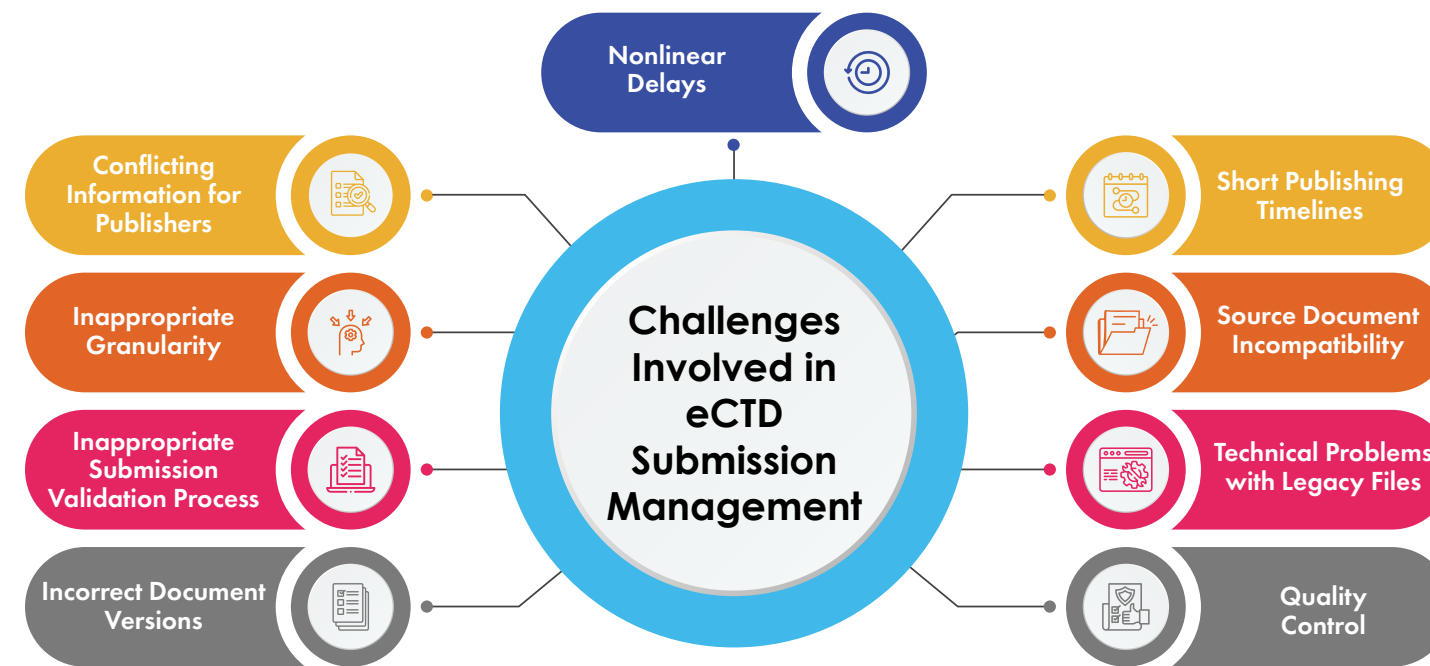 Nonlinear
Delays
Conflicting
Information for
Publishers
Inappropriate
Granularity
Inappropriate
Submission
Validation Process
Incorrect Document
Versions
Challenges
Involved in
eCTD
Submission
Management
Short Publishing
Timelines
Source Document
Incompatibility
Technical Problems
with Legacy Files
Quality
Control